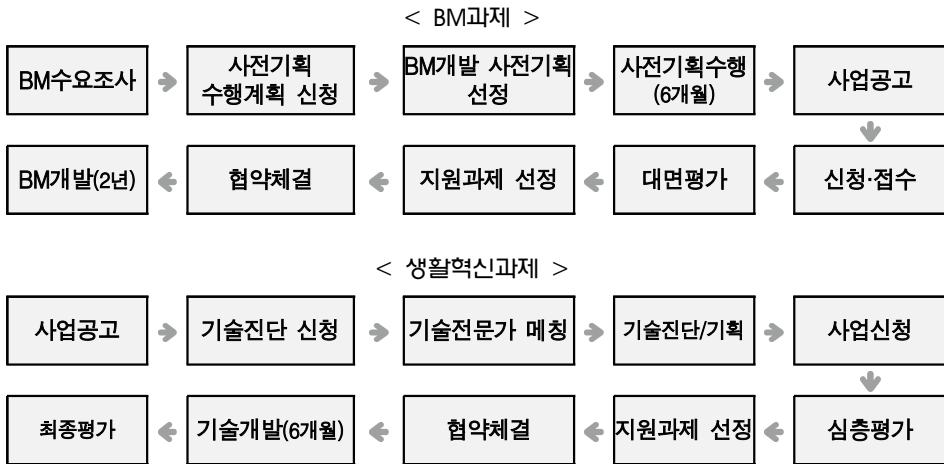 < BM과제 >
BM수요조사
사전기획
수행계획 신청
BM개발 사전기획
선정
사전기획수행
(6개월)
사업공고
신청·접수
대면평가
지원과제 선정
협약체결
BM개발(2년)
< 생활혁신과제 >
사업공고
기술진단 신청
기술전문가 메칭
기술진단/기획
사업신청
심층평가
지원과제 선정
협약체결
기술개발(6개월)
최종평가